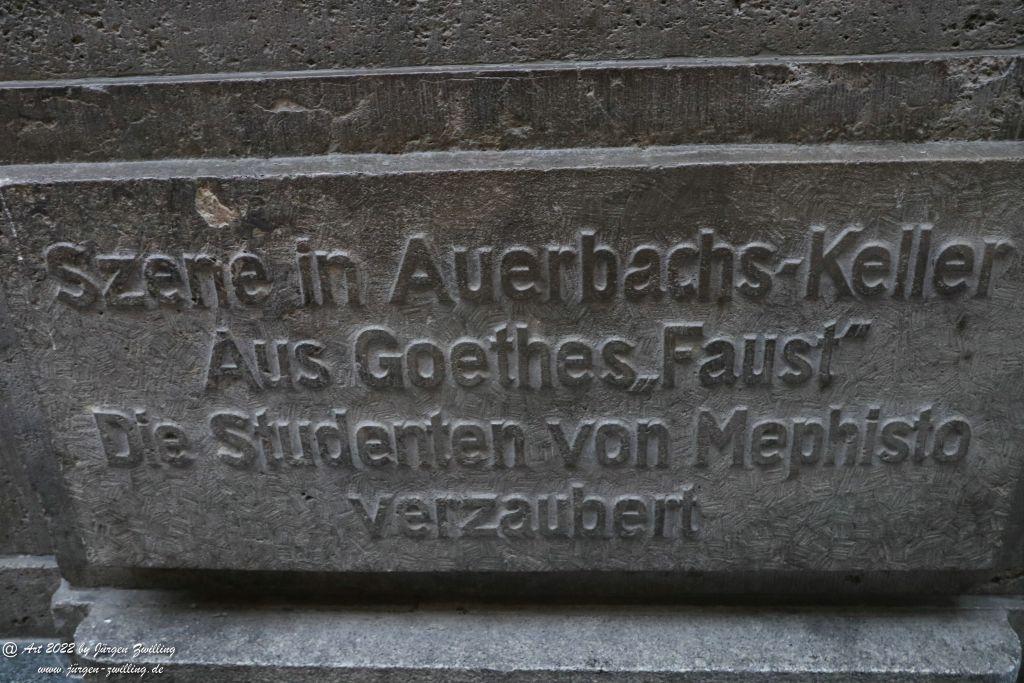 Szene in Auerbachs-Keller
Aus Goethes „Faust“
Die Studenten von Mephisto
verzaubert
@ Art 2022 by Jürgen Zwilling
www.jürgen-zwilling.de